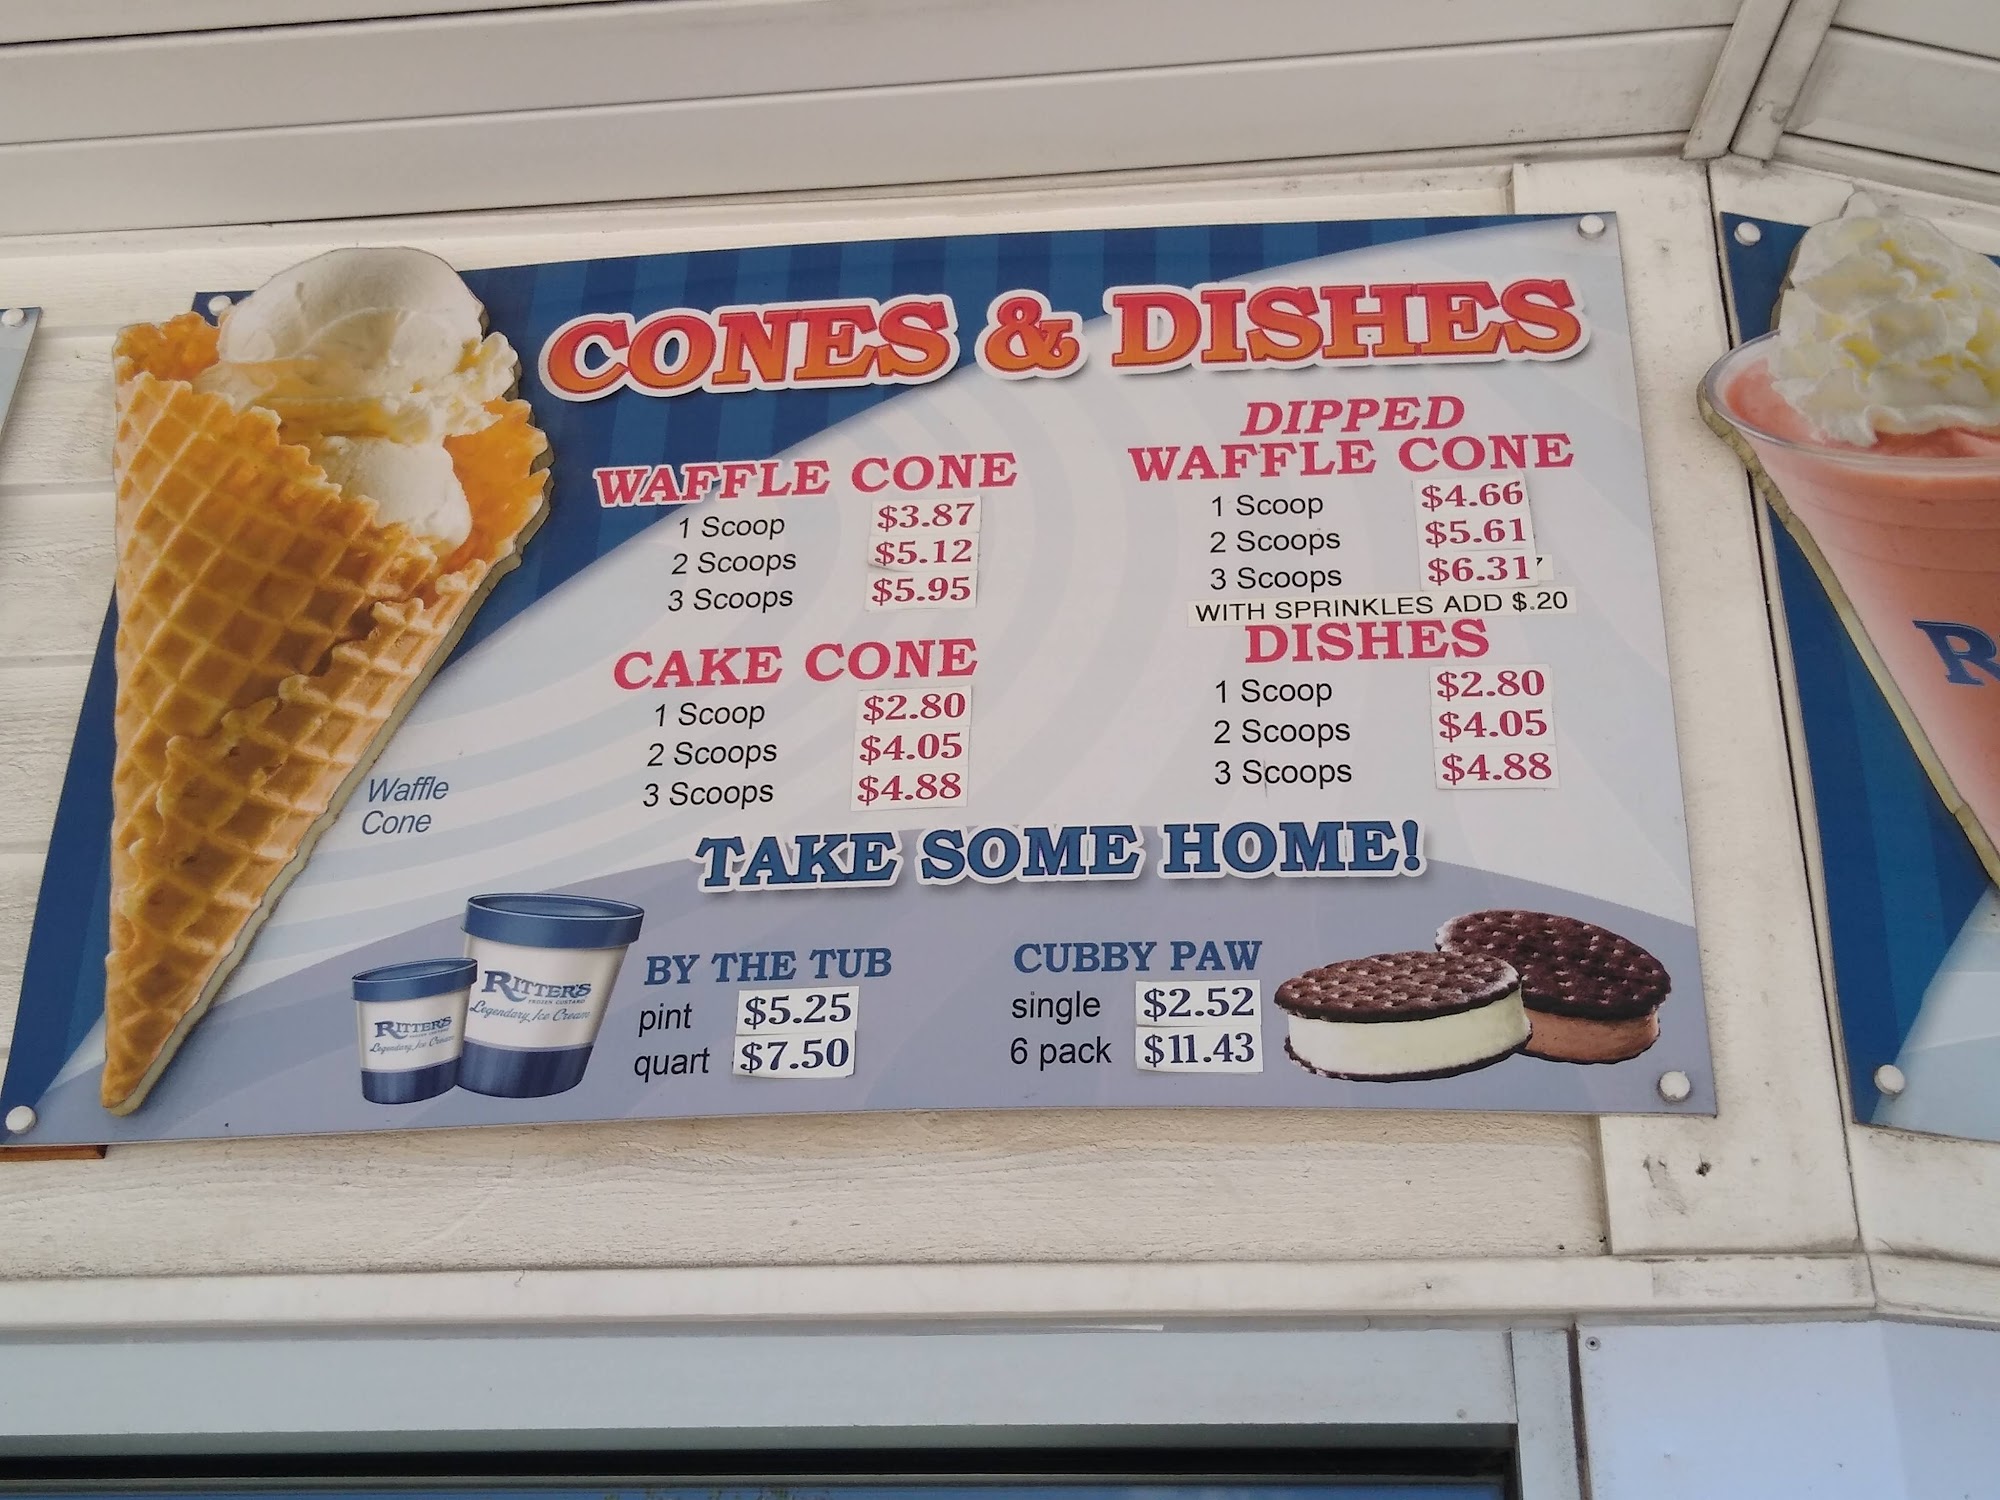 CONES & DISHES
WAFFLE CONE
1 Scoop $3.87
2 Scoops $5.12
3 Scoops $5.95
CAKE CONE
1 Scoop $2.80
2 Scoops $4.05
3 Scoops $4.88
DIPPED
WAFFLE CONE
1 Scoop $4.66
2 Scoops $5.61
3 Scoops $6.31
WITH SPRINKLES ADD $.20
DISHES
1 Scoop $2.80
2 Scoops $4.05
3 Scoops $4.88
Waffle
Cone
TAKE SOME HOME!
RITTER'S
FROZEN CUSTARD
Legendary Ice Cream
RITTER'S
Legendary Ice Cream
BY THE TUB
pint $5.25
quart $7.50
CUBBY PAW
single $2.52
6 pack $11.43
R